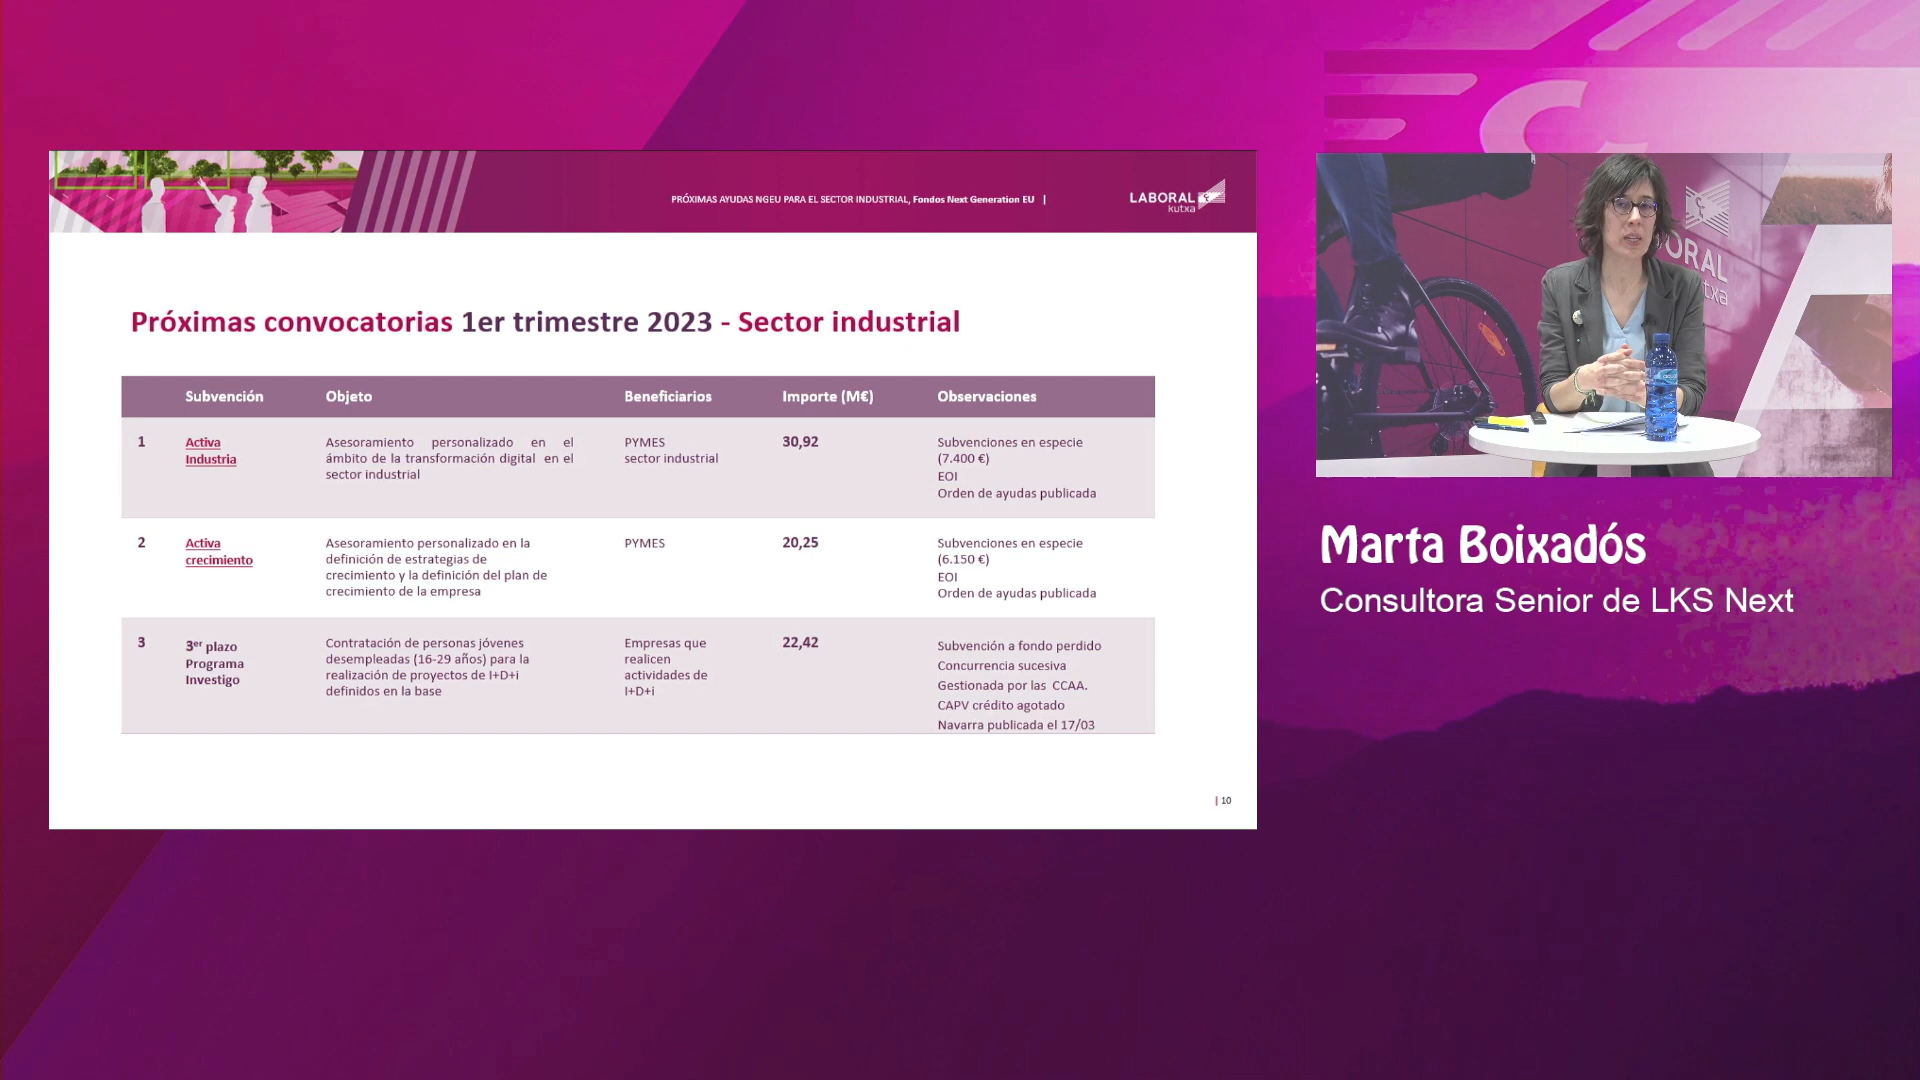 PRÓXIMAS AYUDAS NGEU PARA EL SECTOR INDUSTRIAL, Fondos Next Generation EU |
LABORAL
kutxa
Próximas convocatorias 1er trimestre 2023 - Sector industrial
Subvención Objeto Beneficiarios Importe (M€) Observaciones
1
Activa
Industria
Asesoramiento personalizado en el
ámbito de la transformación digital en el
sector industrial
PYMES
sector industrial
30,92
Subvenciones en especie
(7.400 €)
EOI
Orden de ayudas publicada
2
Activa
crecimiento
Asesoramiento personalizado en la
definición de estrategias de
crecimiento y la definición del plan de
crecimiento de la empresa
PYMES
20,25
Subvenciones en especie
(6.150 €)
EOI
Orden de ayudas publicada
3
3er plazo
Programa
Investigo
Contratación de personas jóvenes
desempleadas (16-29 años) para la
realización de proyectos de I+D+i
definidos en la base
Empresas que
realicen
actividades de
I+D+i
22,42
Subvención a fondo perdido
Concurrencia sucesiva
Gestionada por las CCAA.
CAPV crédito agotado
Navarra publicada el 17/03
| 10
ORAL
txa
Marta Boixadós
Consultora Senior de LKS Next